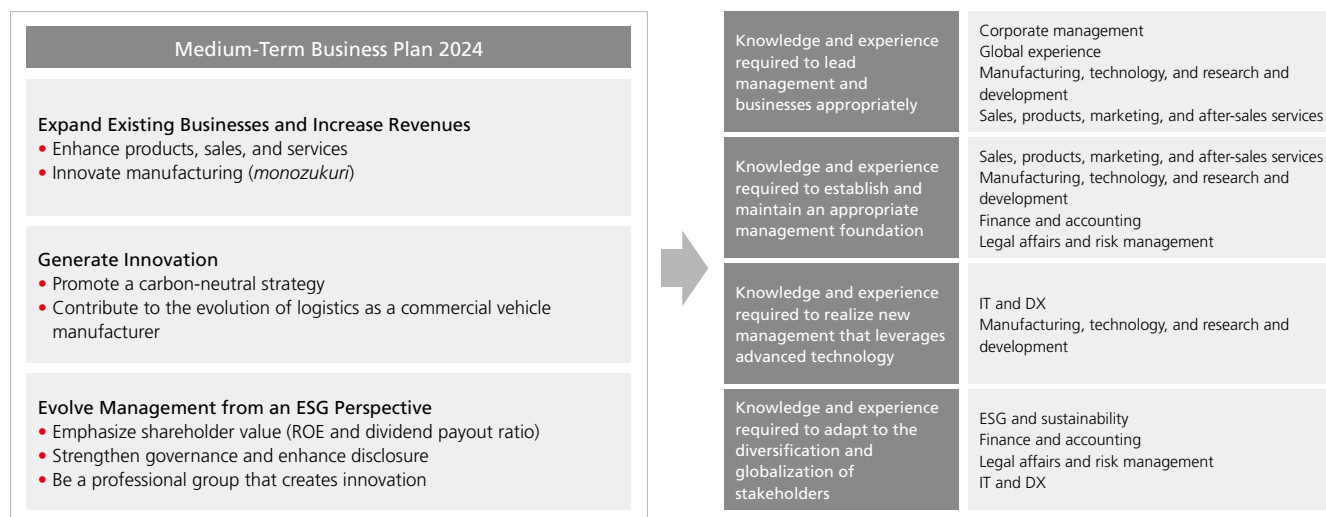 Medium-Term Business Plan 2024
Expand Existing Businesses and Increase Revenues
• Enhance products, sales, and services
• Innovate manufacturing (monozukuri)
Generate Innovation
• Promote a carbon-neutral strategy
• Contribute to the evolution of logistics as a commercial vehicle
manufacturer
Evolve Management from an ESG Perspective
• Emphasize shareholder value (ROE and dividend payout ratio)
• Strengthen governance and enhance disclosure
• Be a professional group that creates innovation
Knowledge and experience
required to lead
management and
businesses appropriately
Corporate management
Global experience
Manufacturing, technology, and research and
development
Sales, products, marketing, and after-sales services
Knowledge and experience
required to establish and
maintain an appropriate
management foundation
Sales, products, marketing, and after-sales services
Manufacturing, technology, and research and
development
Finance and accounting
Legal affairs and risk management
Knowledge and experience
required to realize new
management that leverages
advanced technology
IT and DX
Manufacturing, technology, and research and
development
Knowledge and experience
required to adapt to the
diversification and
globalization of
stakeholders
ESG and sustainability
Finance and accounting
Legal affairs and risk management
IT and DX